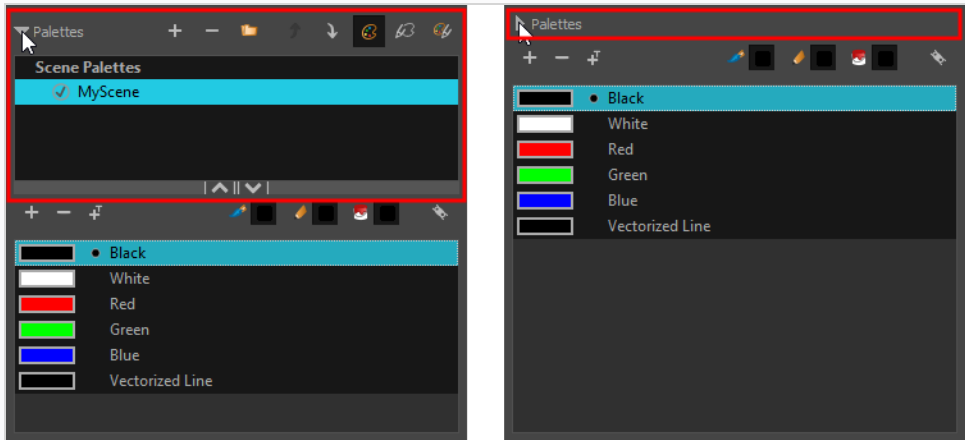 Palettes
Scene Palettes
MyScene
Black
White
Red
Green
Blue
Vectorized Line
Palettes
Black
White
Red
Green
Blue
Vectorized Line